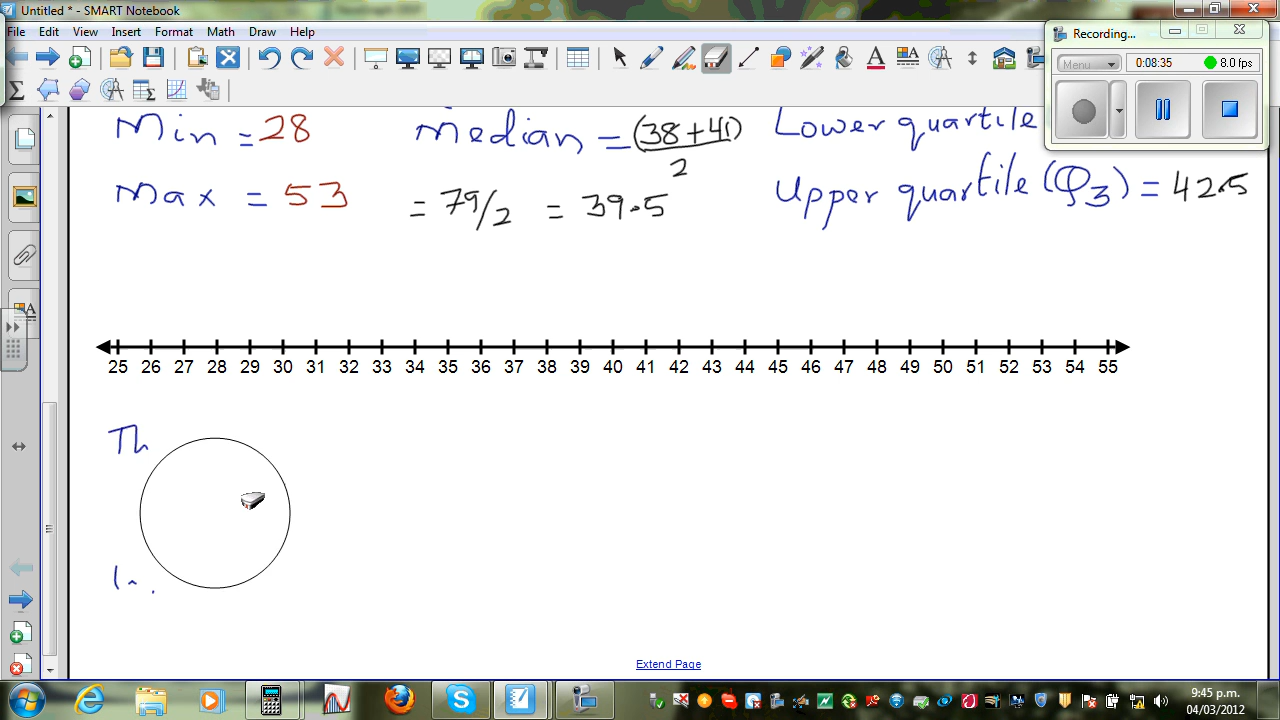 Untitled * - SMART Notebook
File Edit View Insert Format Math Draw Help
Recording...
Menu 0:08:35 8.0 fps
Min = 28 Median = (38+41) Lower quartile
2
Max = 53 = 79/2 = 39.5 Upper quartile (Q3) = 42.5
25 26 27 28 29 30 31 32 33 34 35 36 37 38 39 40 41 42 43 44 45 46 47 48 49 50 51 52 53 54 55
Th
Extend Page
9:45 p.m.
04/03/2012